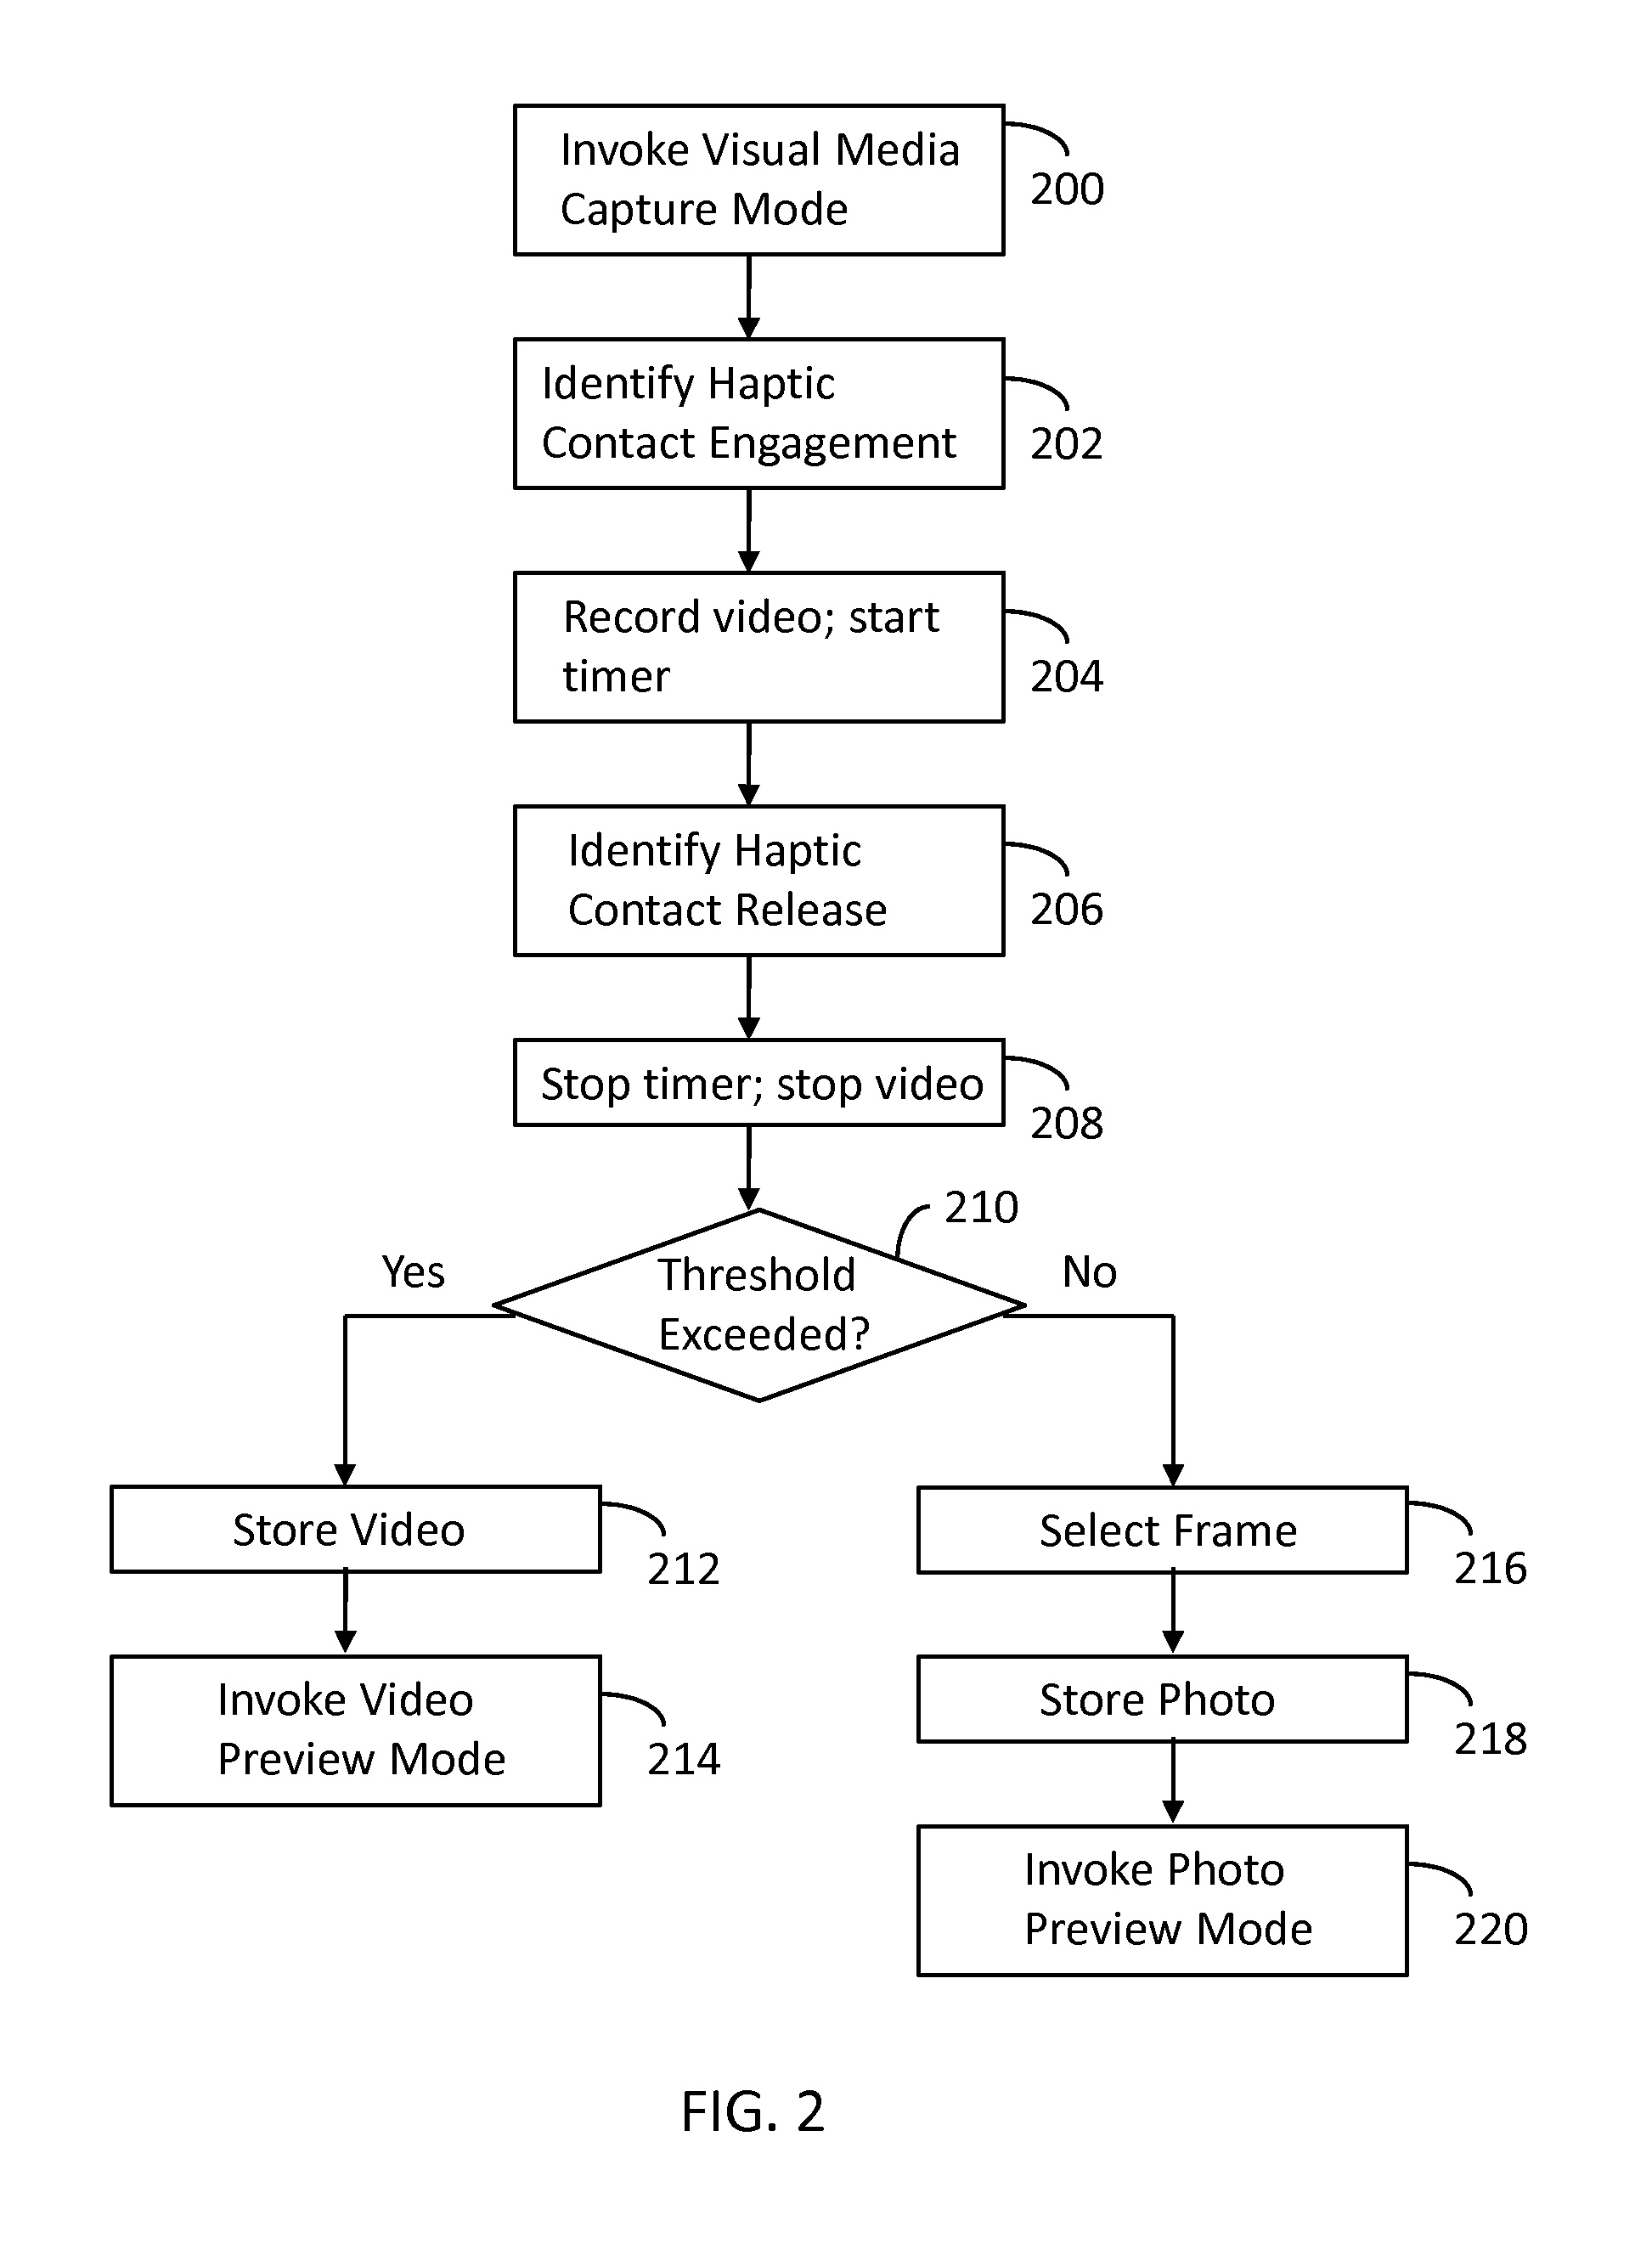 Invoke Visual Media
Capture Mode
200
Identify Haptic
Contact Engagement
202
Record video; start
timer
204
Identify Haptic
Contact Release
206
Stop timer; stop video
208
210
Threshold
Exceeded?
Yes
No
Store Video
212
Invoke Video
Preview Mode
214
Select Frame
216
Store Photo
218
Invoke Photo
Preview Mode
220
FIG. 2